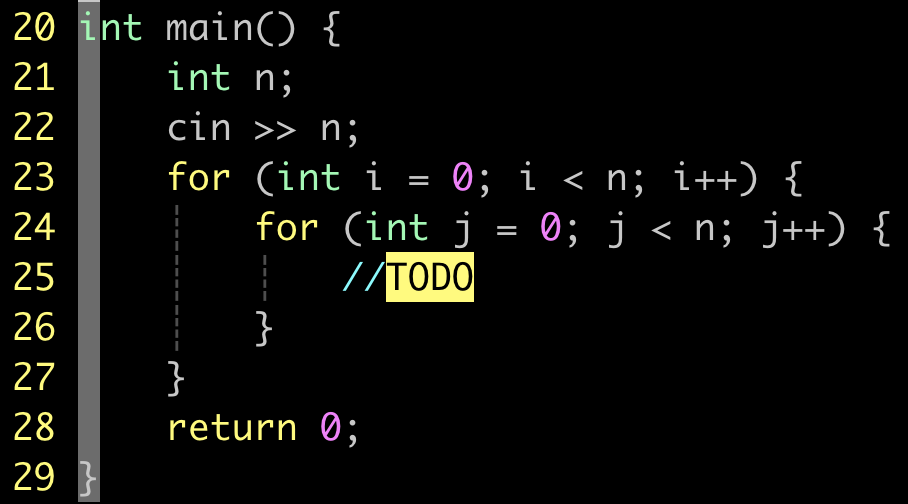 20 int main() {
21     int n;
22     cin >> n;
23     for (int i = 0; i < n; i++) {
24         for (int j = 0; j < n; j++) {
25             //TODO
26         }
27     }
28     return 0;
29 }